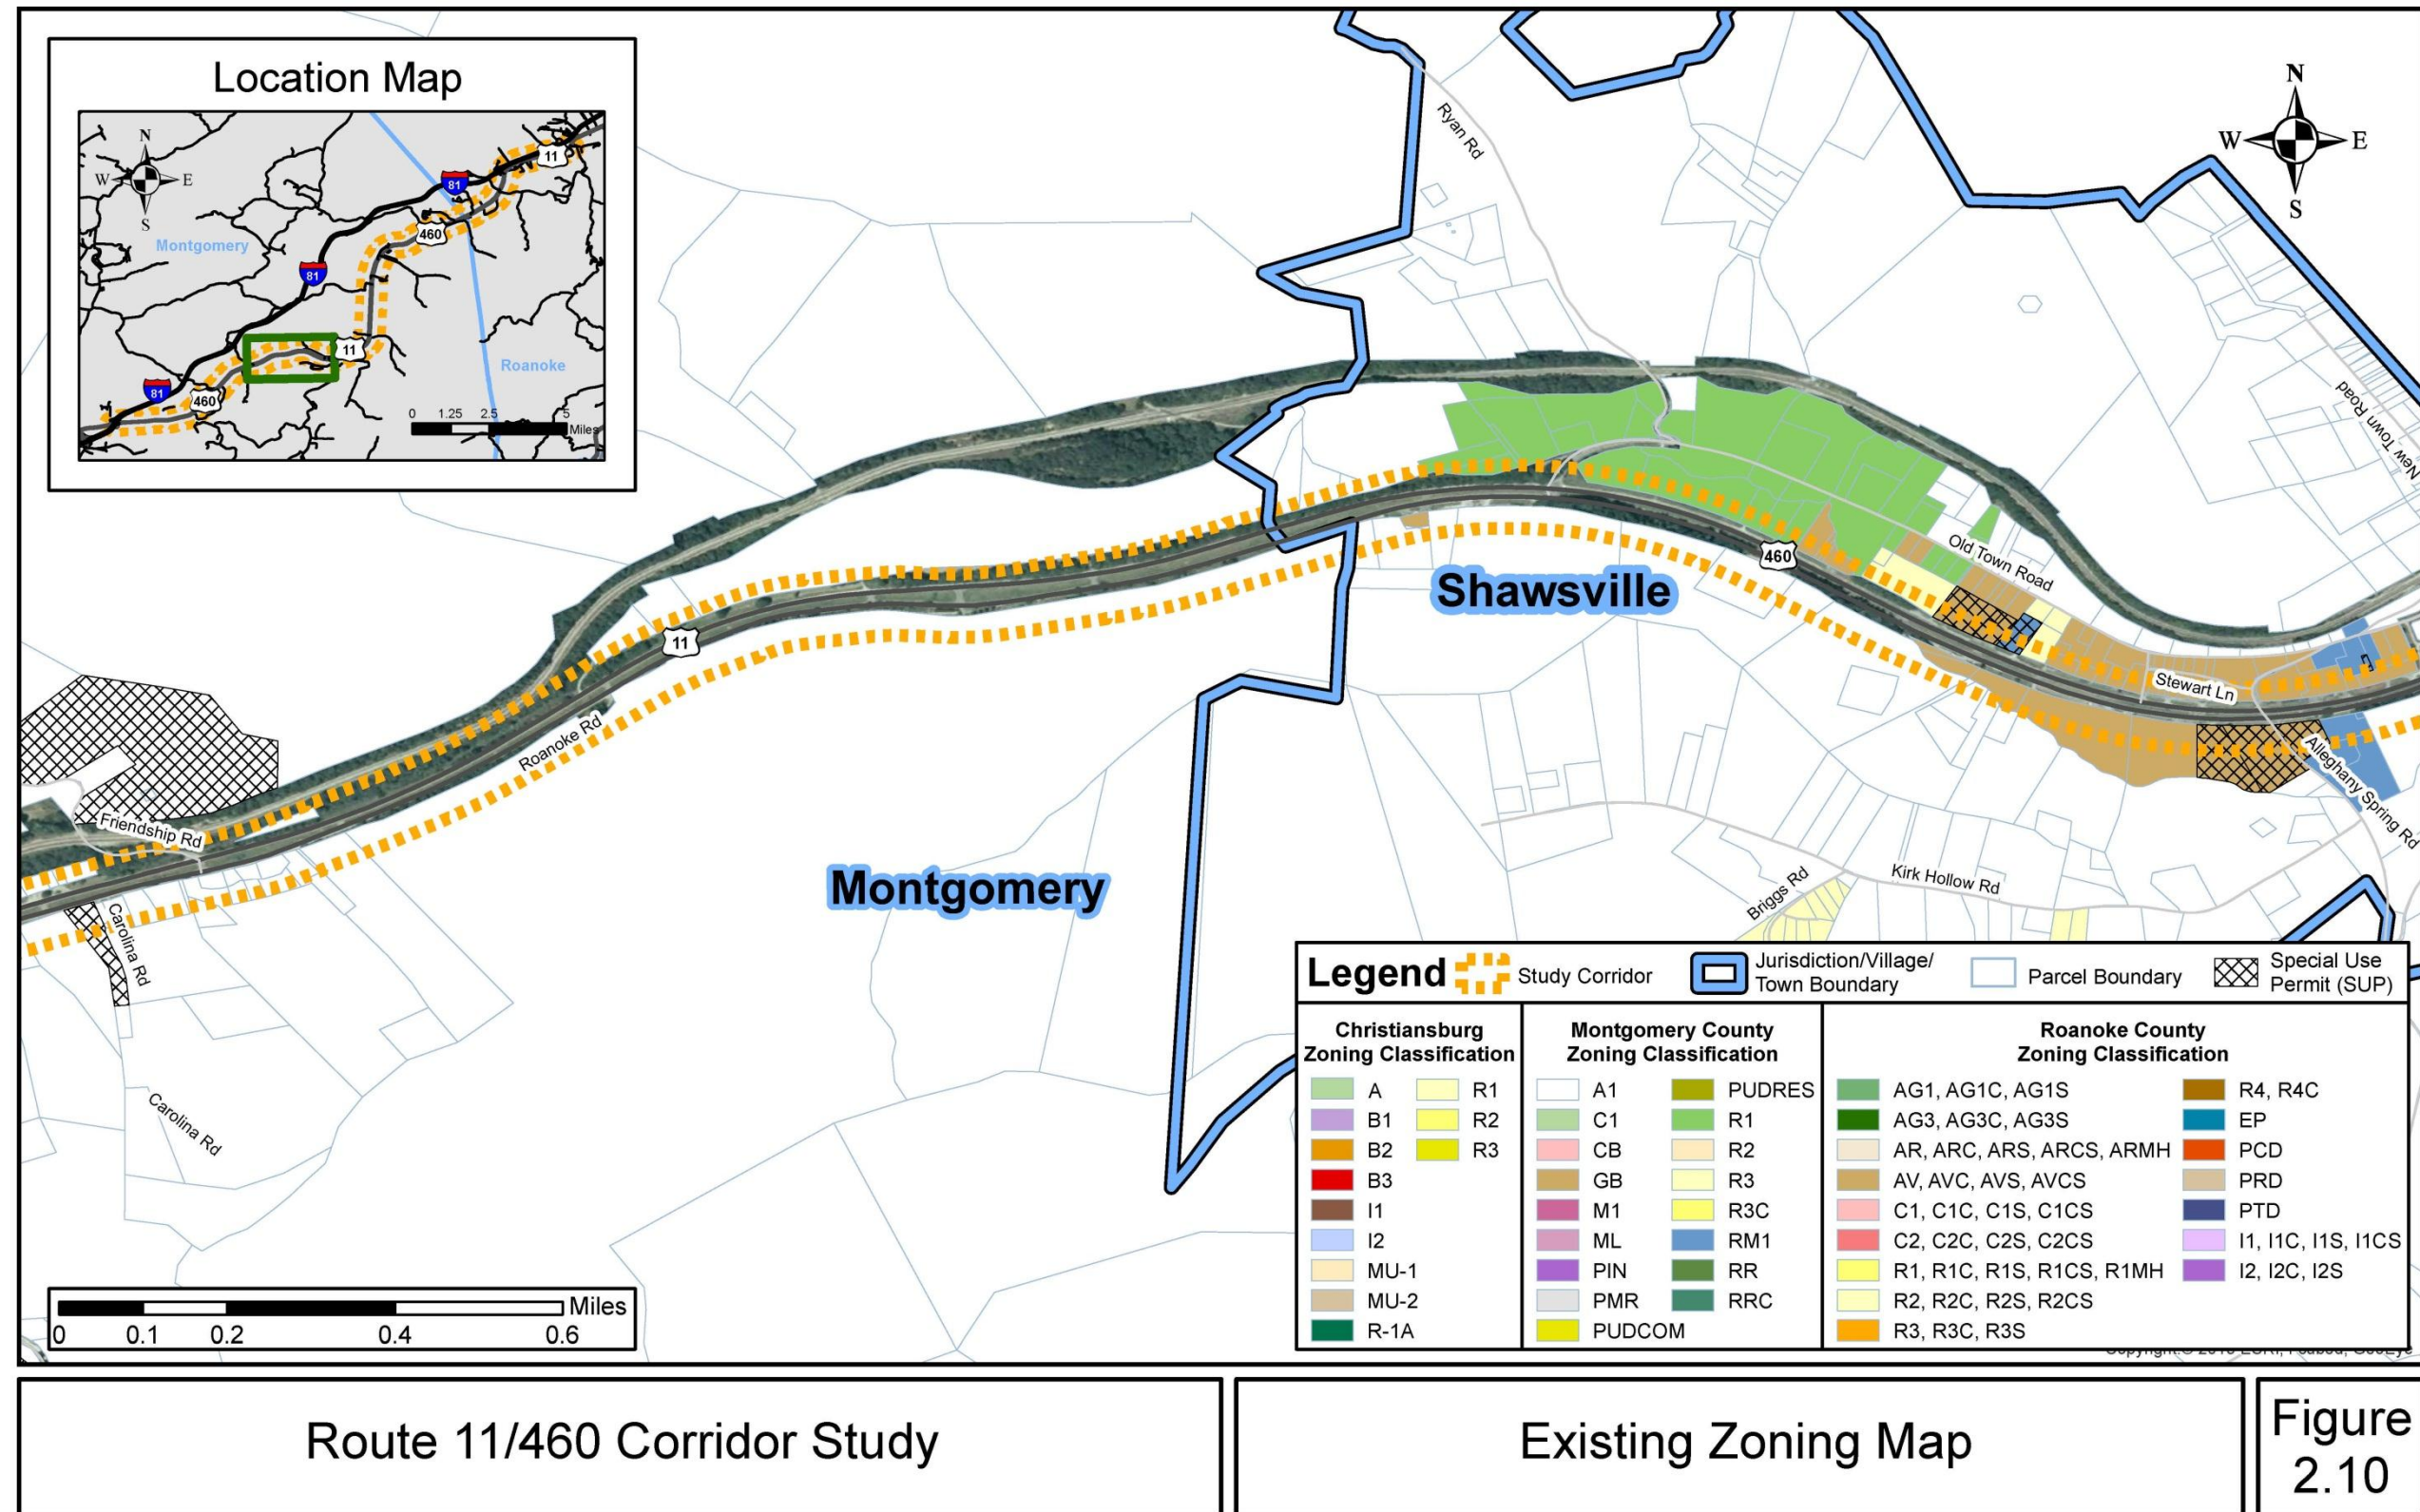 Location Map
N
W
E
S
11
81
460
Montgomery
81
11
Roanoke
81
460
0 1.25 2.5 5
Miles
N
W
E
S
Ryan Rd
New Town Road
Old Town Road
460
Shawsville
11
Stewart Ln
Roanoke Rd
Alleghany Spring Rd
Friendship Rd
Montgomery
Kirk Hollow Rd
Briggs Rd
Carolina Rd
Carolina Rd
Legend
Study Corridor
Jurisdiction/Village/
Town Boundary
Parcel Boundary
Special Use
Permit (SUP)
Christiansburg
Zoning Classification
A
B1
B2
B3
I1
I2
MU-1
MU-2
R-1A
R1
R2
R3
Montgomery County
Zoning Classification
A1
C1
CB
GB
M1
ML
PIN
PMR
PUDCOM
PUDRES
R1
R2
R3
R3C
RM1
RR
RRC
Roanoke County
Zoning Classification
AG1, AG1C, AG1S
AG3, AG3C, AG3S
AR, ARC, ARS, ARCS, ARMH
AV, AVC, AVS, AVCS
C1, C1C, C1S, C1CS
C2, C2C, C2S, C2CS
R1, R1C, R1S, R1CS, R1MH
R2, R2C, R2S, R2CS
R3, R3C, R3S
R4, R4C
EP
PCD
PRD
PTD
I1, I1C, I1S, I1CS
I2, I2C, I2S
Miles
0 0.1 0.2 0.4 0.6
Route 11/460 Corridor Study
Existing Zoning Map
Figure
2.10